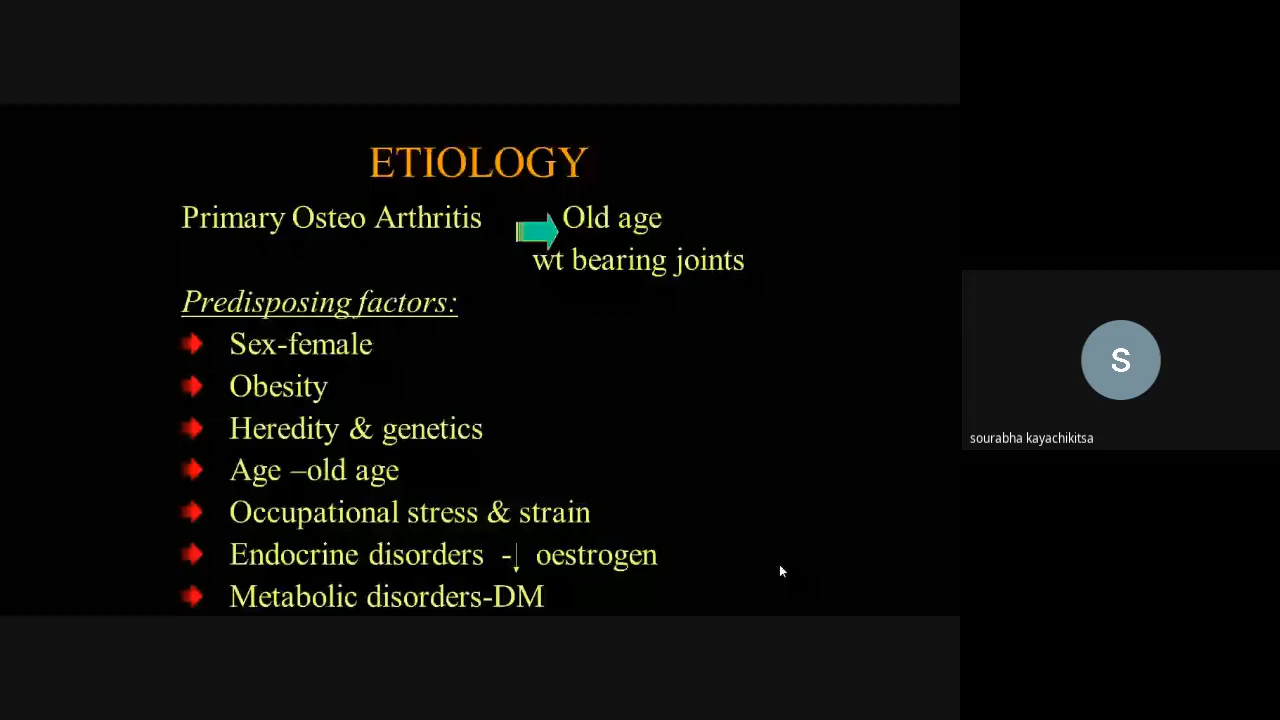 ETIOLOGY
Primary Osteo Arthritis Old age
wt bearing joints
Predisposing factors:
Sex-female
Obesity
Heredity & genetics
Age –old age
Occupational stress & strain
Endocrine disorders -↓ oestrogen
Metabolic disorders-DM
S
sourabha kayachikitsa